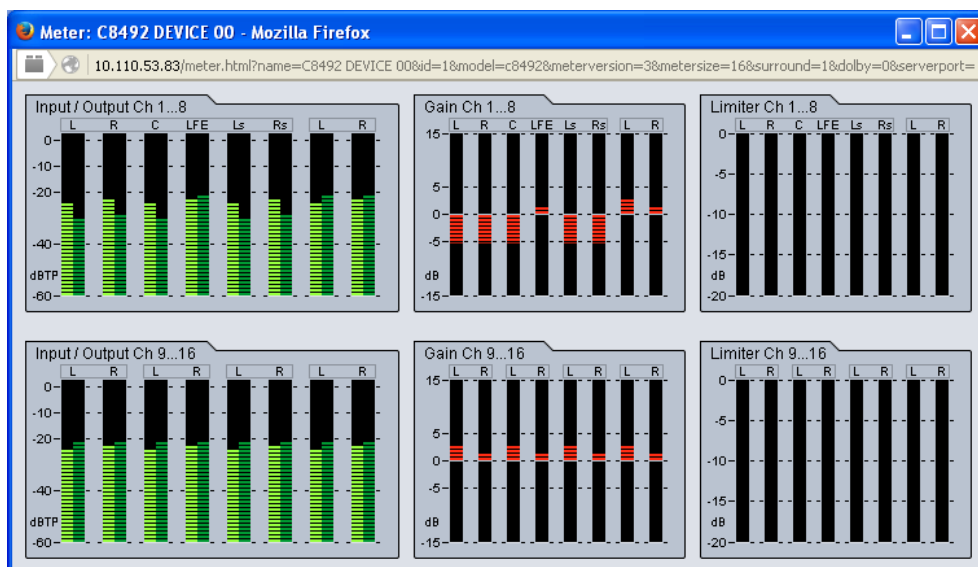 Meter: C8492 DEVICE 00 - Mozilla Firefox
10.110.53.83/meter.html?name=C8492 DEVICE 00&id=1&model=c8492&meterversion=3&metersize=16&surround=1&dolby=0&serverport=
Input / Output Ch 1...8
L R C LFE Ls Rs L R
0
-10
-20
-40
dBTP
-60
Gain Ch 1...8
L R C LFE Ls Rs L R
15
5
0
-5
dB
-15
Limiter Ch 1...8
L R C LFE Ls Rs L R
0
-5
-10
-15
dB
-20
Input / Output Ch 9...16
L R L R L R L R
0
-10
-20
-40
dBTP
-60
Gain Ch 9...16
L R L R L R L R
15
5
0
-5
dB
-15
Limiter Ch 9...16
L R L R L R L R
0
-5
-10
-15
dB
-20